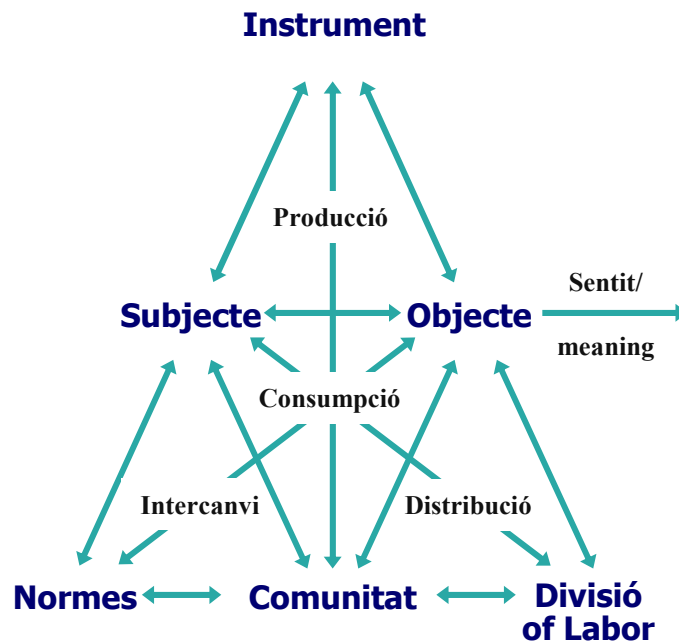 Instrument
Producció
Subjecte
Objecte
Sentit/
meaning
Consumpció
Intercanvi
Distribució
Normes
Comunitat
Divisió
of Labor